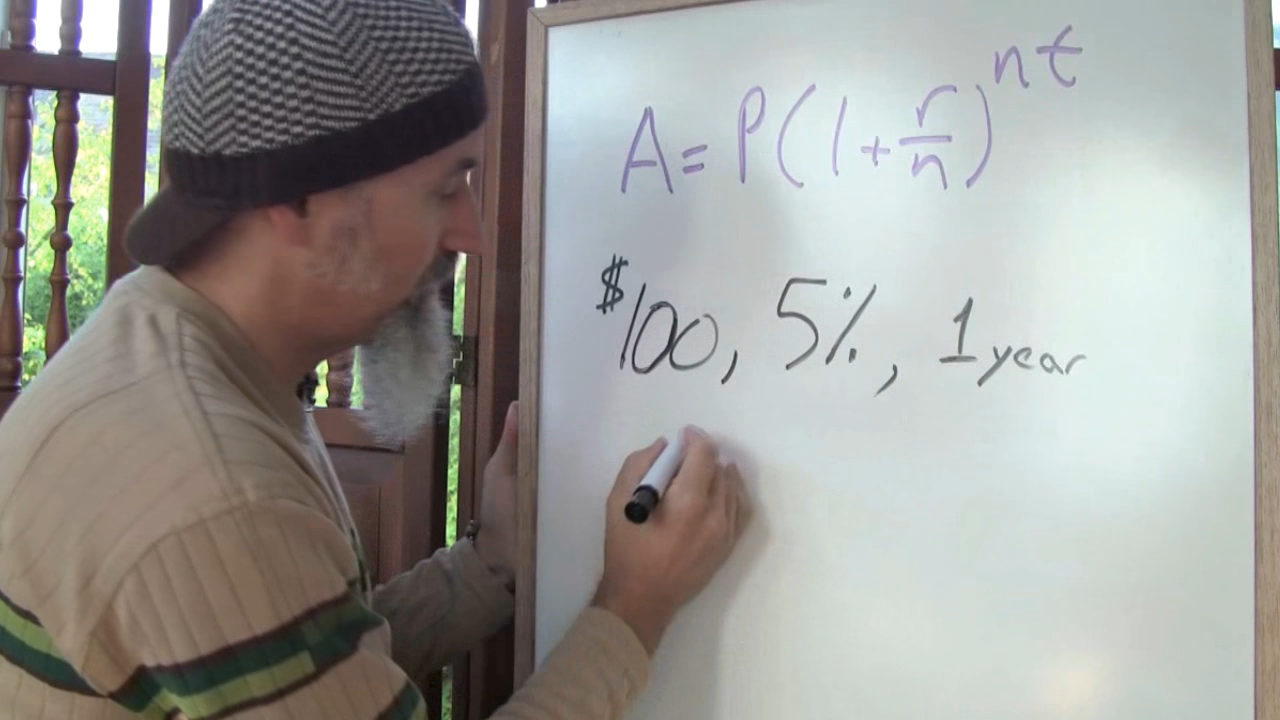 A = P(1 + r/n)^nt
$100, 5%, 1 year